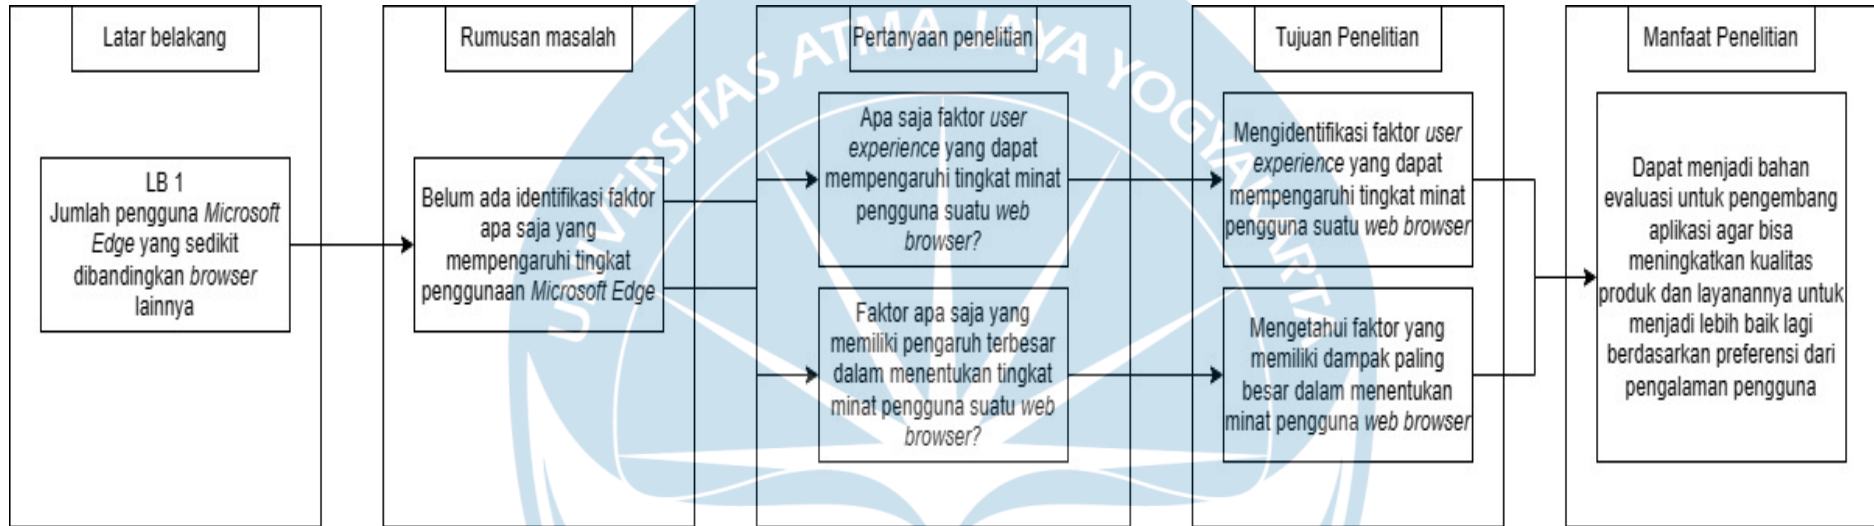 Latar belakang
Rumusan masalah
Pertanyaan penelitian
Tujuan Penelitian
Manfaat Penelitian
LB 1
Jumlah pengguna Microsoft
Edge yang sedikit
dibandingkan browser
lainnya
Belum ada identifikasi faktor
apa saja yang
mempengaruhi tingkat
penggunaan Microsoft Edge
Apa saja faktor user
experience yang dapat
mempengaruhi tingkat minat
pengguna suatu web
browser?
Faktor apa saja yang
memiliki pengaruh terbesar
dalam menentukan tingkat
minat pengguna suatu web
browser?
Mengidentifikasi faktor user
experience yang dapat
mempengaruhi tingkat minat
pengguna suatu web browser
Mengetahui faktor yang
memiliki dampak paling
besar dalam menentukan
minat pengguna web browser
Dapat menjadi bahan
evaluasi untuk pengembang
aplikasi agar bisa
meningkatkan kualitas
produk dan layanannya untuk
menjadi lebih baik lagi
berdasarkan preferensi dari
pengalaman pengguna
UNIVERSITAS ATMA JAYA YOGYAKARTA